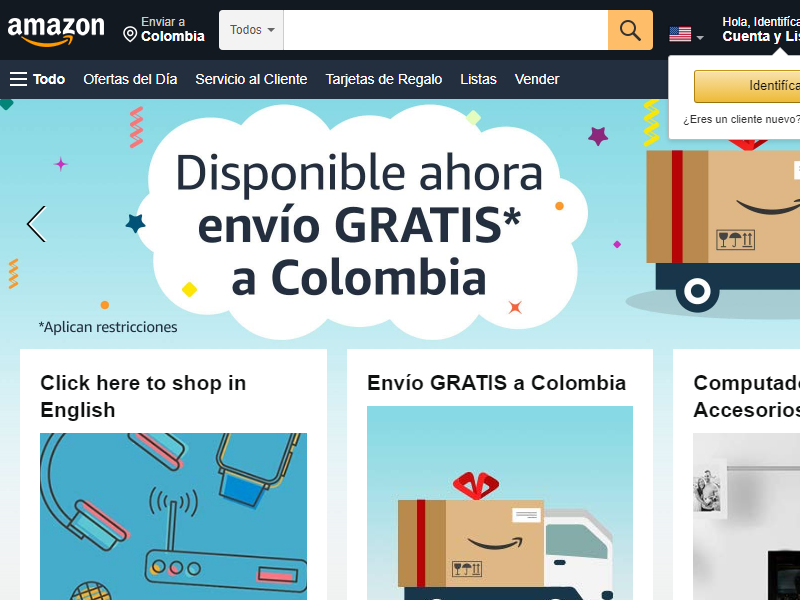 amazon
Enviar a
Colombia
Todos
Hola, Identifíca
Cuenta y Lis
Todo
Ofertas del Día
Servicio al Cliente
Tarjetas de Regalo
Listas
Vender
Identifíca
¿Eres un cliente nuevo?
Disponible ahora
envío GRATIS*
a Colombia
*Aplican restricciones
Click here to shop in
English
Envío GRATIS a Colombia
Computado
Accesorios